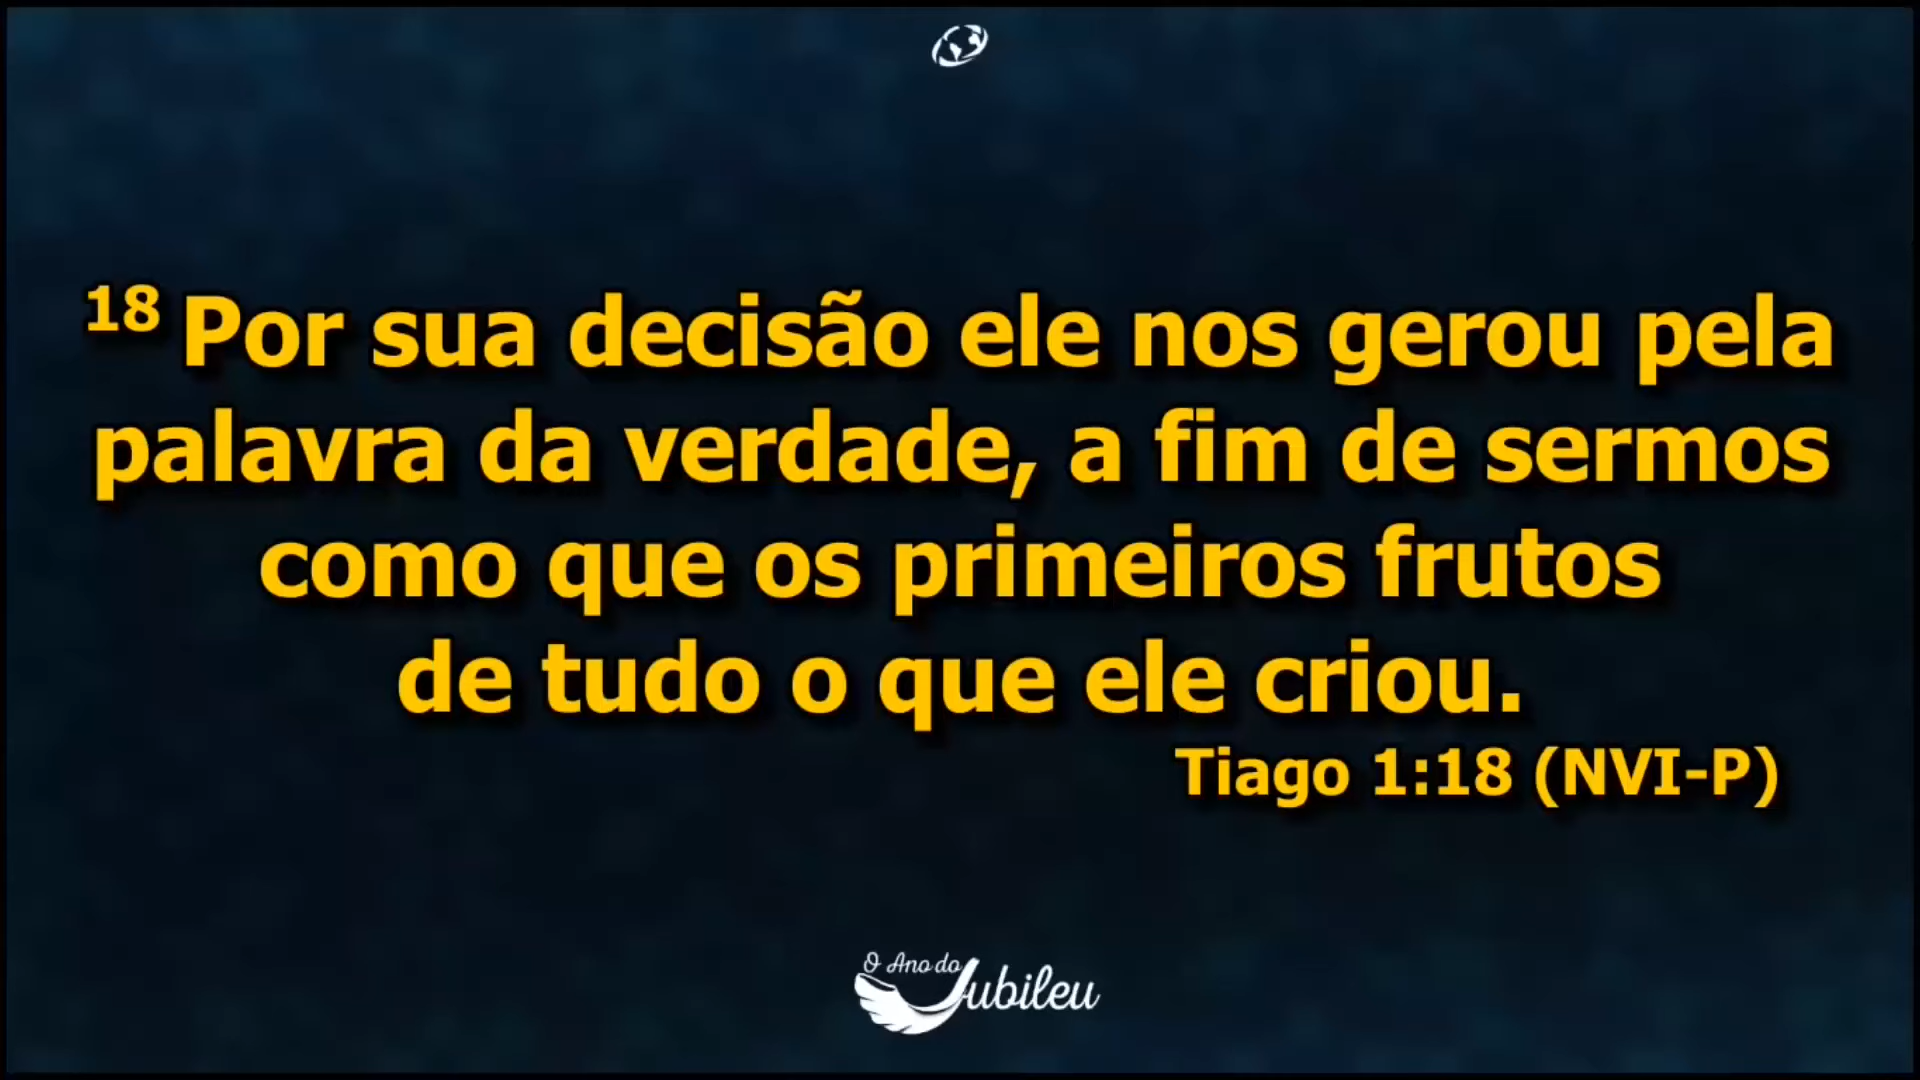 18 Por sua decisão ele nos gerou pela
palavra da verdade, a fim de sermos
como que os primeiros frutos
de tudo o que ele criou.
Tiago 1:18 (NVI-P)
O Ano do
Jubileu